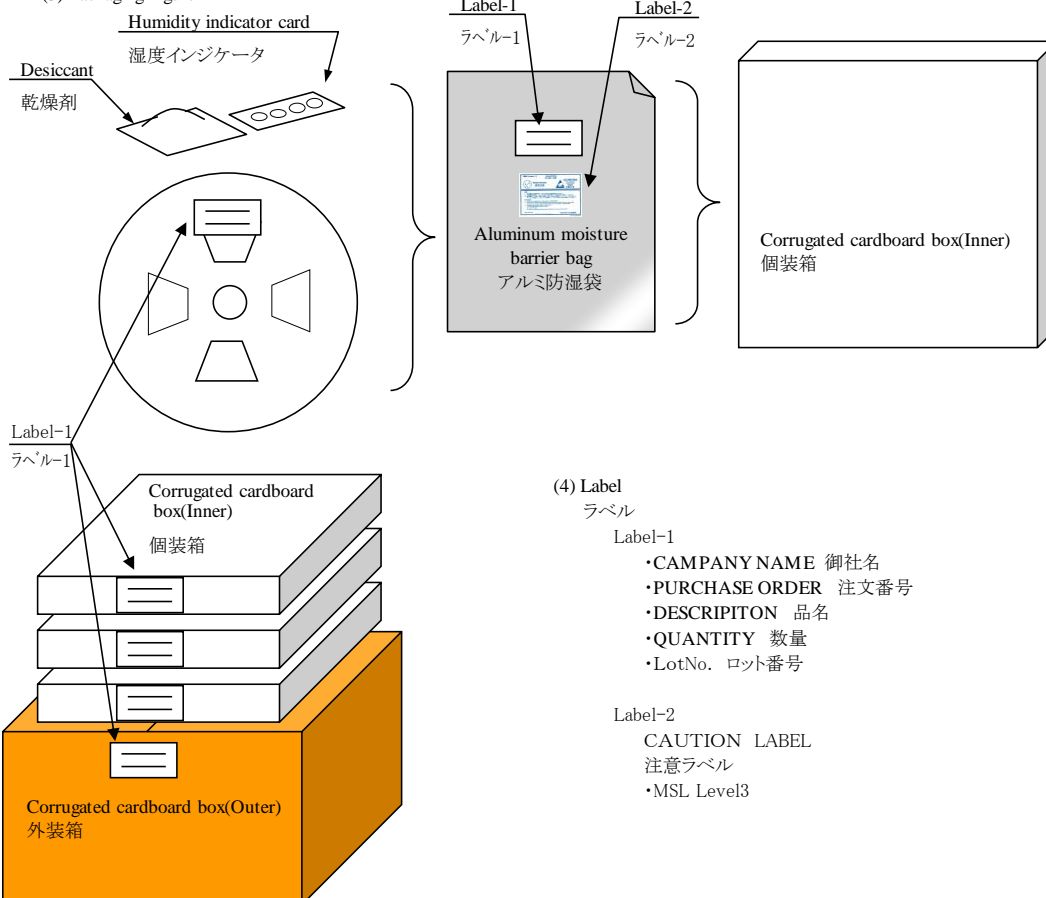 Label-1
ラベル-1
Label-2
ラベル-2
Humidity indicator card
湿度インジケータ
Desiccant
乾燥剤
Aluminum moisture
barrier bag
アルミ防湿袋
Corrugated cardboard box(Inner)
個装箱
Label-1
ラベル-1
Corrugated cardboard
box(Inner)
個装箱
Corrugated cardboard box(Outer)
外装箱
(4) Label
ラベル
Label-1
・CAMPANY NAME 御社名
・PURCHASE ORDER 注文番号
・DESCRIPITON 品名
・QUANTITY 数量
・LotNo. ロット番号
Label-2
CAUTION LABEL
注意ラベル
・MSL Level3